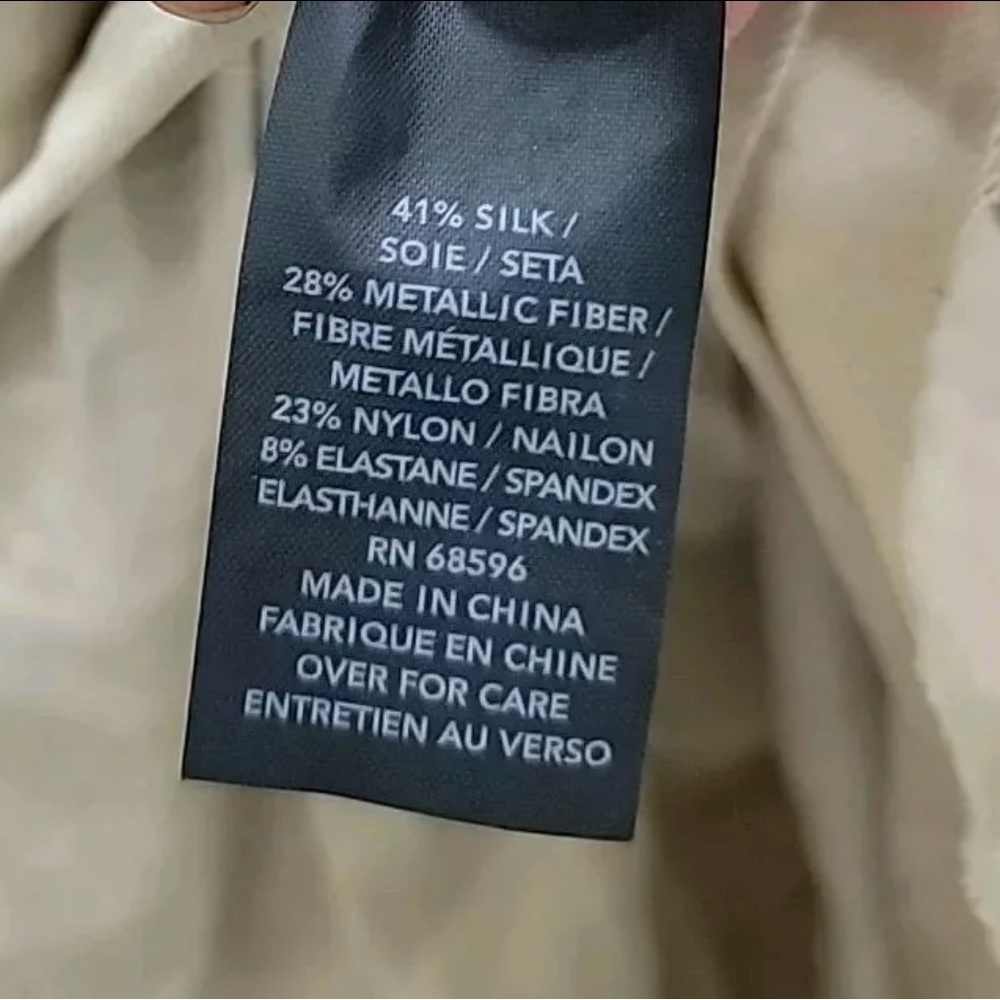 41% SILK /
SOIE / SETA
28% METALLIC FIBER /
FIBRE MÉTALLIQUE /
METALLO FIBRA
23% NYLON / NAILON
8% ELASTANE / SPANDEX
ELASTHANNE / SPANDEX
RN 68596
MADE IN CHINA
FABRIQUE EN CHINE
OVER FOR CARE
ENTRETIEN AU VERSO